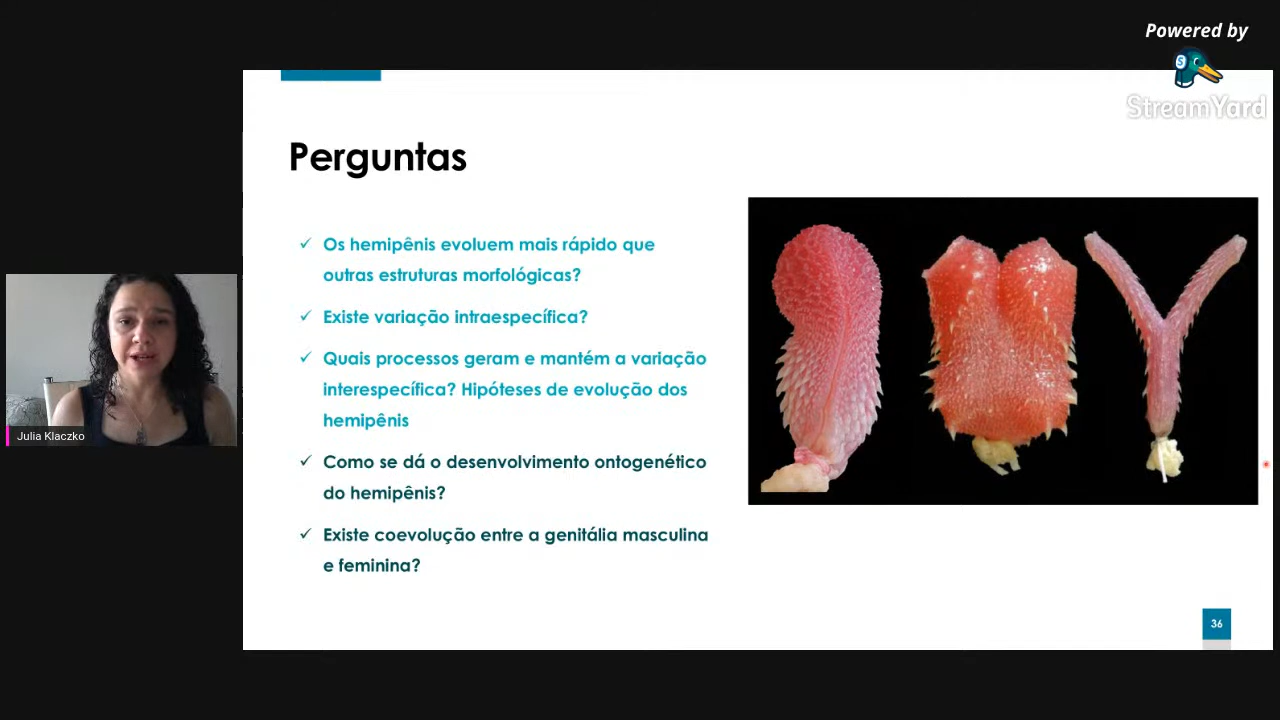 Powered by
StreamYard
Perguntas
✓ Os hemipênis evoluem mais rápido que
outras estruturas morfológicas?
✓ Existe variação intraespecífica?
✓ Quais processos geram e mantém a variação
interespecífica? Hipóteses de evolução dos
hemipênis
✓ Como se dá o desenvolvimento ontogenético
do hemipênis?
✓ Existe coevolução entre a genitália masculina
e feminina?
Julia Klaczko
36